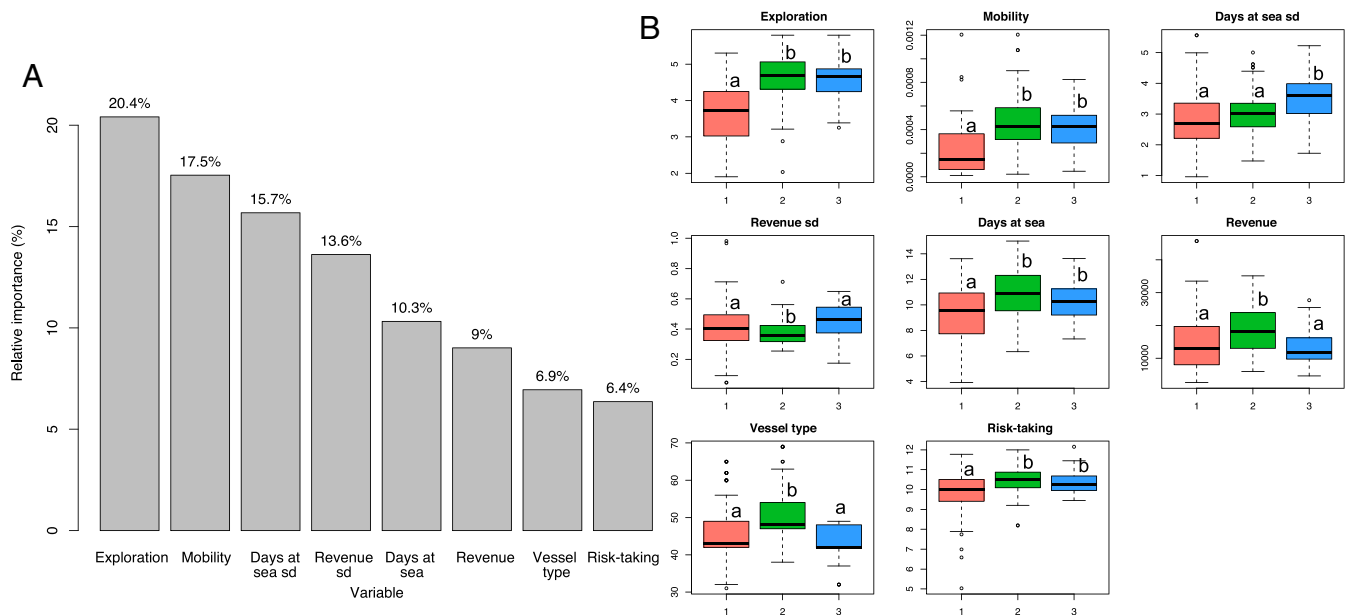 A
Relative importance (%)
0
5
10
15
20
20.4%
17.5%
15.7%
13.6%
10.3%
9%
6.9%
6.4%
Exploration Mobility Days at sea sd Revenue sd Days at sea Revenue Vessel type Risk-taking
Variable
B
Exploration
2 3 4 5
a b b
1 2 3
Mobility
0.0000 0.0004 0.0008 0.0012
a b b
1 2 3
Days at sea sd
1 2 3 4 5
a a b
1 2 3
Revenue sd
0.2 0.4 0.6 0.8 1.0
a b a
1 2 3
Days at sea
4 6 8 10 12 14
a b b
1 2 3
Revenue
10000 30000
a b a
1 2 3
Vessel type
30 40 50 60 70
a b a
1 2 3
Risk-taking
5 6 7 8 9 10 11 12
a b b
1 2 3